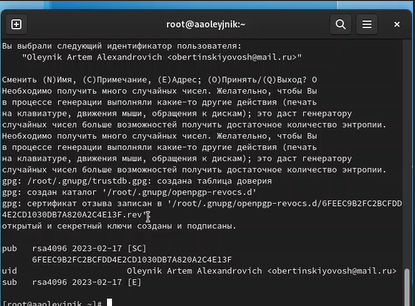 root@aaoleyjnik:~
Вы выбрали следующий идентификатор пользователя:
"Oleynik Artem Alexandrovich <obertinskiyovosh@mail.ru>"
Сменить (N)Имя, (C)Примечание, (E)Адрес; (O)Принять/(Q)Выход? O
Необходимо получить много случайных чисел. Желательно, чтобы Вы
в процессе генерации выполняли какие-то другие действия (печать
на клавиатуре, движения мыши, обращения к дискам); это даст генератору
случайных чисел больше возможностей получить достаточное количество энтропии.
Необходимо получить много случайных чисел. Желательно, чтобы Вы
в процессе генерации выполняли какие-то другие действия (печать
на клавиатуре, движения мыши, обращения к дискам); это даст генератору
случайных чисел больше возможностей получить достаточное количество энтропии.
gpg: /root/.gnupg/trustdb.gpg: создана таблица доверия
gpg: создан каталог '/root/.gnupg/openpgp-revocs.d'
gpg: сертификат отзыва записан в '/root/.gnupg/openpgp-revocs.d/6FEEC9B2FC2BCFDD
4E2CD1030DB7A820A2C4E13F.rev'.
открытый и секретный ключи созданы и подписаны.
pub rsa4096 2023-02-17 [SC]
6FEEC9B2FC2BCFDD4E2CD1030DB7A820A2C4E13F
uid Oleynik Artem Alexandrovich <obertinskiyovosh@mail.ru>
sub rsa4096 2023-02-17 [E]
[root@aaoleyjnik ~]#